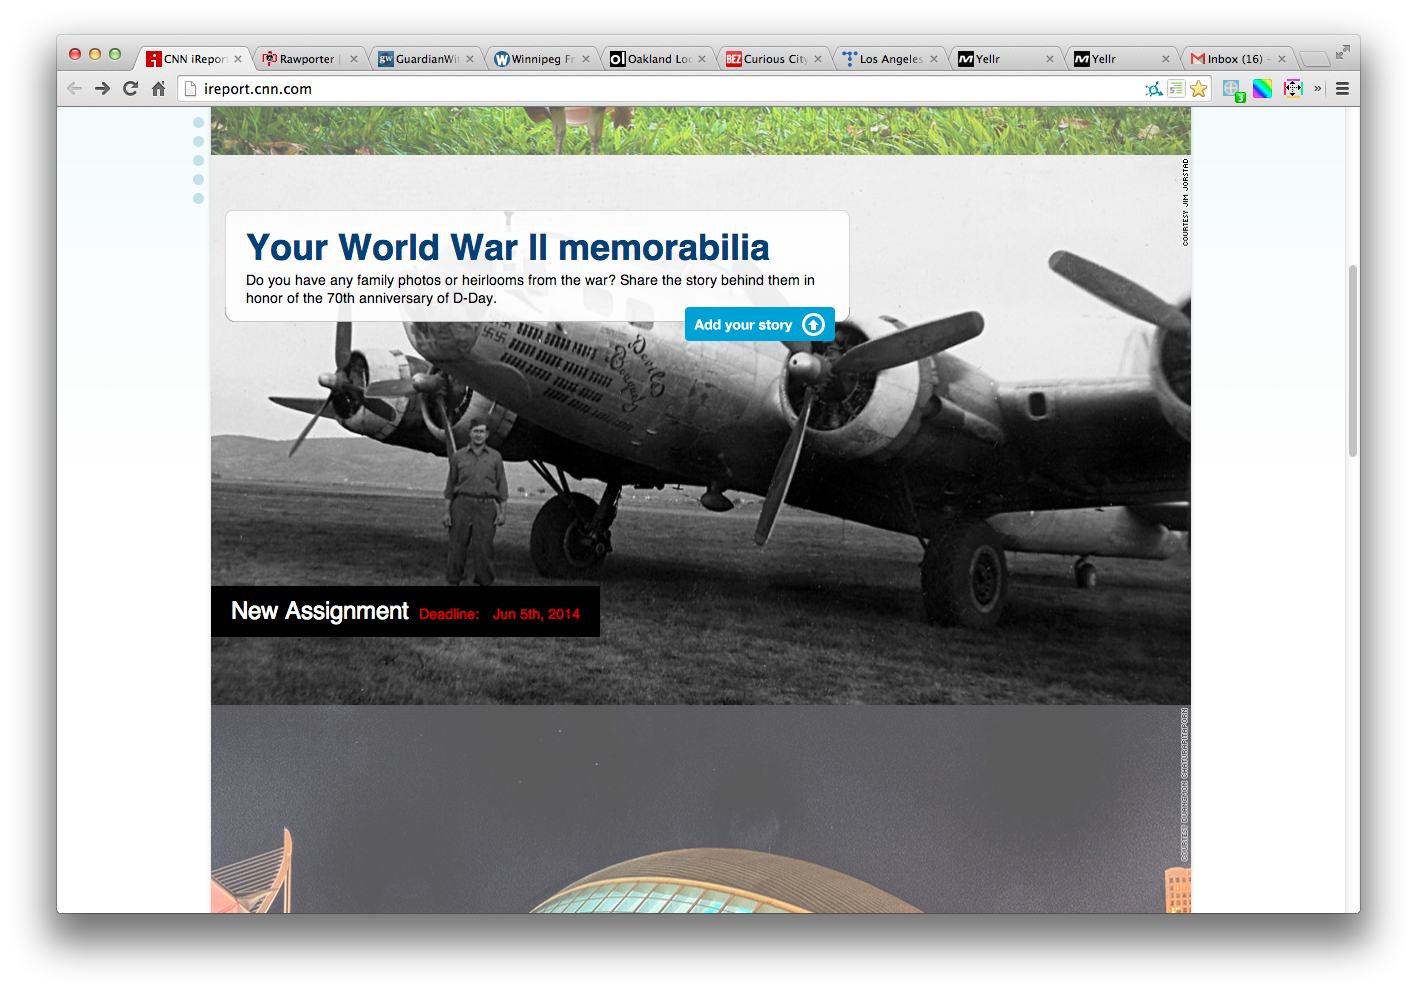 CNN iRepor
Rawporter |
GuardianWi
Winnipeg Fr
Oakland Lo
BEZ
Curious City
Los Angeles
Yellr
Yellr
Inbox (16) -
ireport.cnn.com
3
COURTESY JIM JORSTAD
Your World War II memorabilia
Do you have any family photos or heirlooms from the war? Share the story behind them in
honor of the 70th anniversary of D-Day.
Add your story
Devils
New Assignment Deadline: Jun 5th, 2014